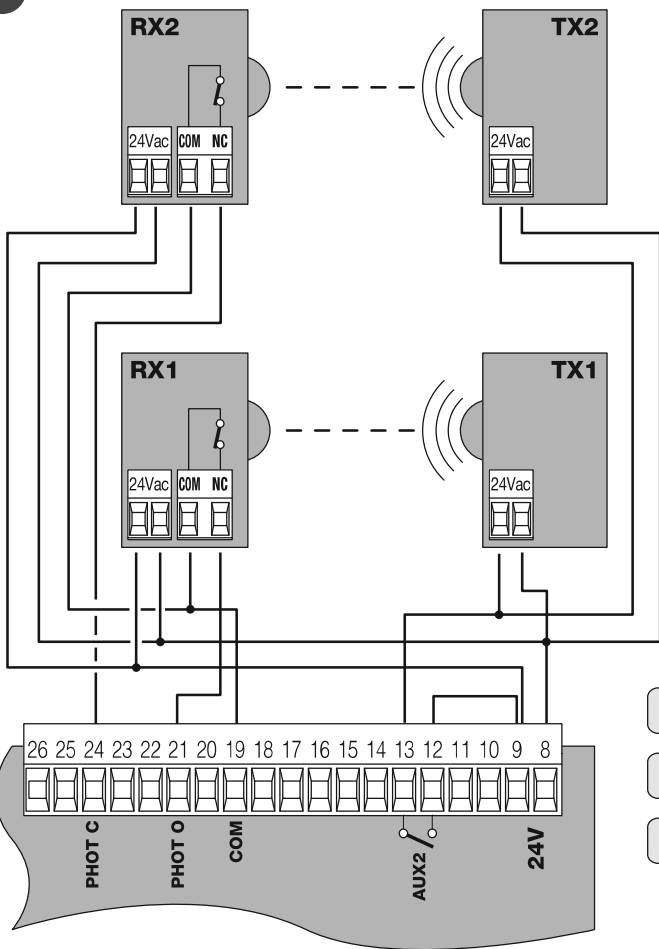 RX2 TX2
24Vac COM NC 24Vac
RX1 TX1
24Vac COM NC 24Vac
26 25 24 23 22 21 20 19 18 17 16 15 14 13 12 11 10 9 8
PHOT C
PHOT O
COM
AUX2
24V